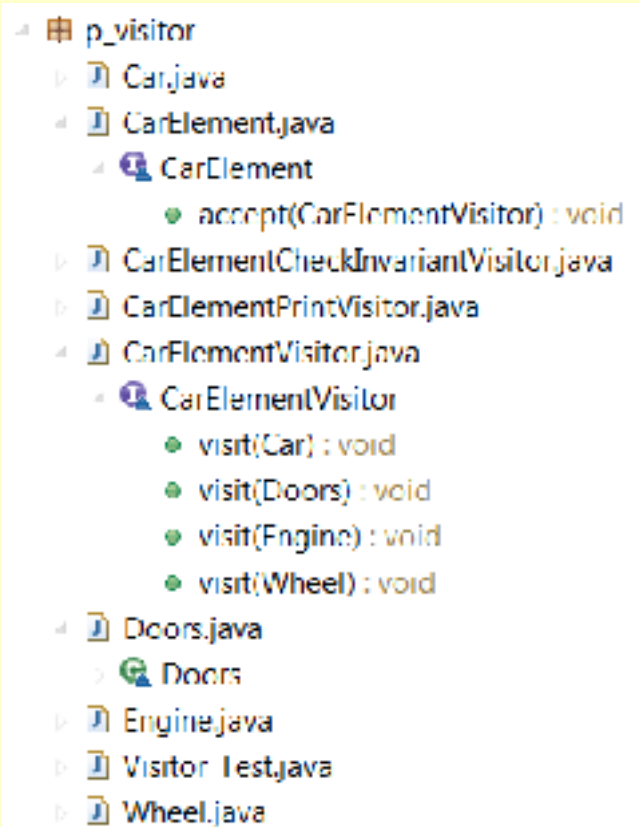 p_visitor
Car.java
CarElement.java
CarElement
accept(CarElementVisitor) : void
CarElementCheckInvariantVisitor.java
CarElementPrintVisitor.java
CarElementVisitor.java
CarElementVisitor
visit(Car) : void
visit(Doors) : void
visit(Engine) : void
visit(Wheel) : void
Doors.java
Doors
Engine.java
Visitor_Test.java
Wheel.java